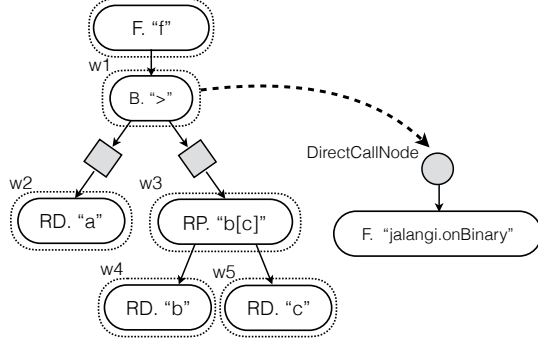 F. “f”
w1
B. “>”
DirectCallNode
w2
w3
RD. “a”
RP. “b[c]”
F. “jalangi.onBinary”
w4
w5
RD. “b”
RD. “c”